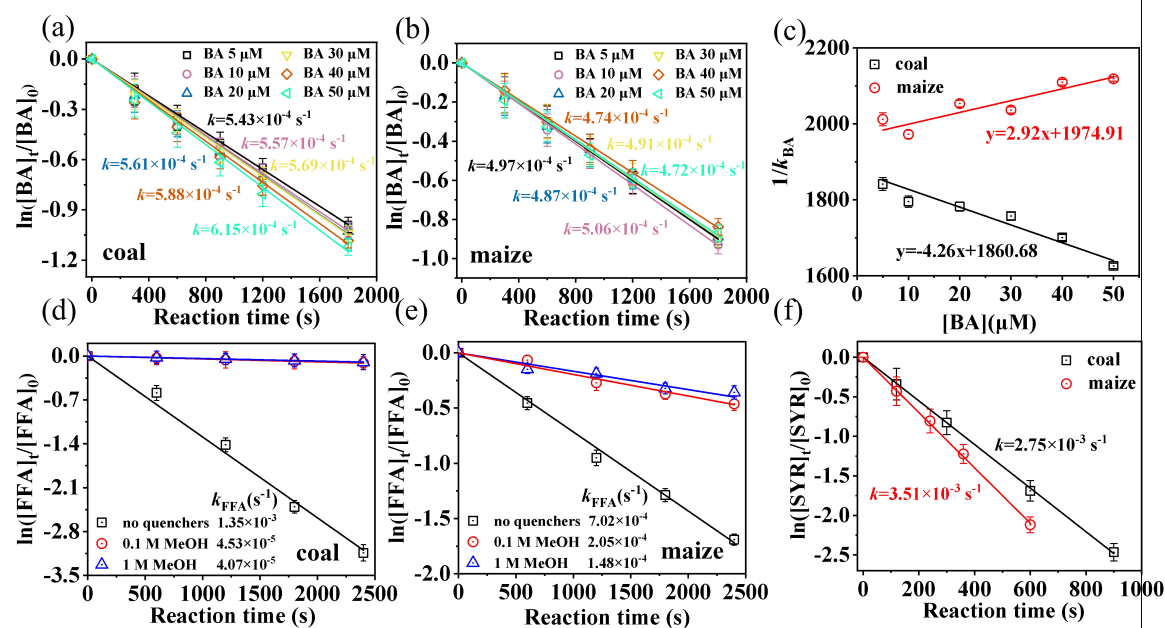 (a)
ln([BA]t/[BA]0)
0.0
-0.3
-0.6
-0.9
-1.2
BA 5 μM BA 30 μM
BA 10 μM BA 40 μM
BA 20 μM BA 50 μM
k=5.43×10⁻⁴ s⁻¹
k=5.57×10⁻⁴ s⁻¹
k=5.61×10⁻⁴ s⁻¹
k=5.69×10⁻⁴ s⁻¹
k=5.88×10⁻⁴ s⁻¹
k=6.15×10⁻⁴ s⁻¹
coal
0 400 800 1200 1600 2000
Reaction time (s)
(b)
ln([BA]t/[BA]0)
0.0
-0.2
-0.4
-0.6
-0.8
-1.0
BA 5 μM BA 30 μM
BA 10 μM BA 40 μM
BA 20 μM BA 50 μM
k=4.74×10⁻⁴ s⁻¹
k=4.91×10⁻⁴ s⁻¹
k=4.97×10⁻⁴ s⁻¹
k=4.72×10⁻⁴ s⁻¹
k=4.87×10⁻⁴ s⁻¹
k=5.06×10⁻⁴ s⁻¹
maize
0 400 800 1200 1600 2000
Reaction time (s)
(c)
1/kBA
2200
2000
1800
1600
coal
maize
y=2.92x+1974.91
y=-4.26x+1860.68
10 20 30 40 50
[BA](μM)
(d)
ln([FFA]t/[FFA]0)
0.0
-0.7
-1.4
-2.1
-2.8
-3.5
kFFA(s⁻¹)
no quenchers 1.35×10⁻³
0.1 M MeOH 4.53×10⁻⁵
1 M MeOH 4.07×10⁻⁵
coal
0 500 1000 1500 2000 2500
Reaction time (s)
(e)
ln([FFA]t/[FFA]0)
0.0
-0.5
-1.0
-1.5
-2.0
kFFA(s⁻¹)
no quenchers 7.02×10⁻⁴
0.1 M MeOH 2.05×10⁻⁴
1 M MeOH 1.48×10⁻⁴
maize
0 500 1000 1500 2000 2500
Reaction time (s)
(f)
ln([SYR]t/[SYR]0)
0.0
-0.5
-1.0
-1.5
-2.0
-2.5
coal
maize
k=2.75×10⁻³ s⁻¹
k=3.51×10⁻³ s⁻¹
0 200 400 600 800 1000
Reaction time (s)